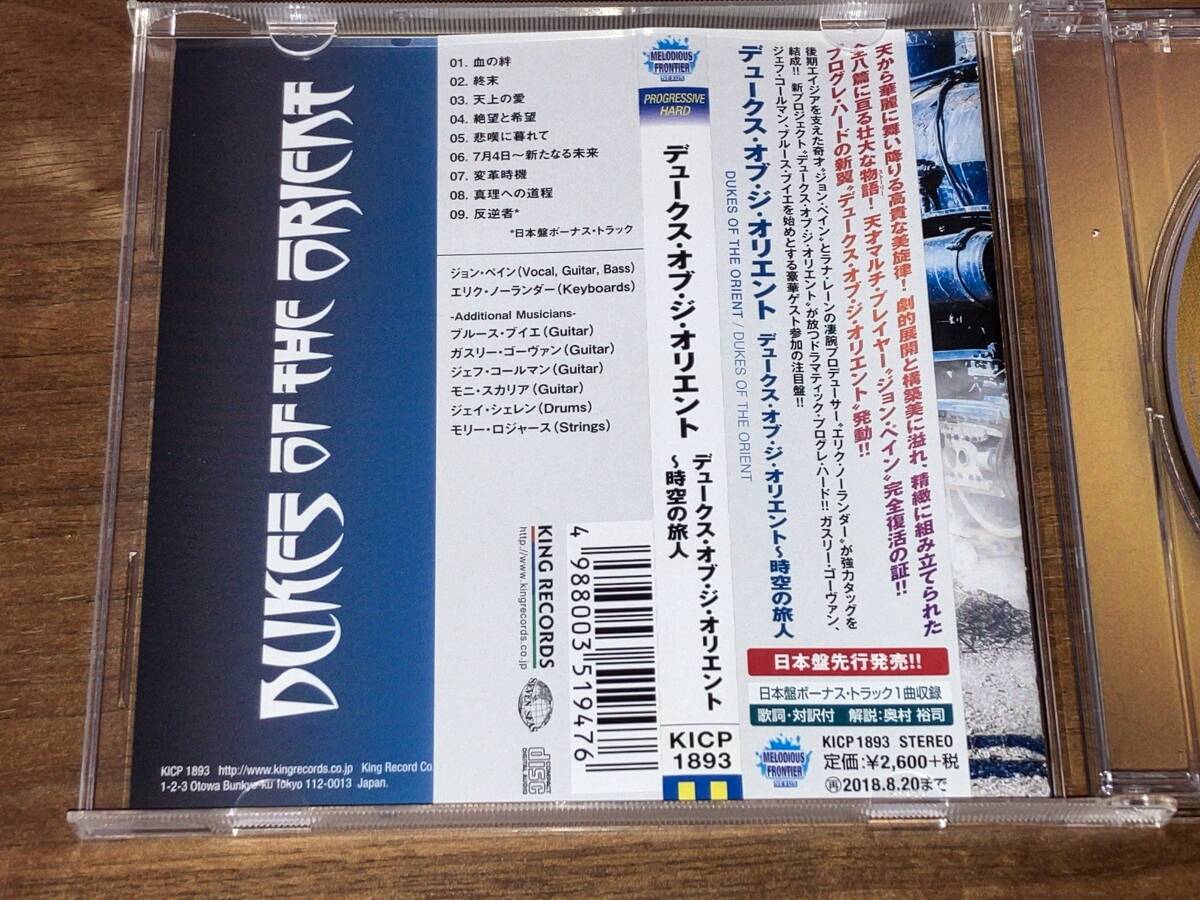 DUKES OF THE ORIENT
KICP 1893 http://www.kingrecords.co.jp King Record Co
1-2-3 Otowa Bunkyo-ku Tokyo 112-0013 Japan.
01. 血の絆
02. 終末
03. 天上の愛
04. 絶望と希望
05. 悲嘆に暮れて
06. 7月4日～新たなる未来
07. 変革時機
08. 真理への道程
09. 反逆者*
*日本盤ボーナス・トラック
ジョン・ペイン(Vocal, Guitar, Bass)
エリク・ノーランダー(Keyboards)
-Additional Musicians-
ブルース・ブイエ(Guitar)
ガスリー・ゴーヴァン(Guitar)
ジェフ・コールマン(Guitar)
モニ・スカリア(Guitar)
ジェイ・シェレン(Drums)
モリー・ロジャース(Strings)
KING RECORDS
http://www.kingrecords.co.jp
SEVEN SEAS
COMPACT
DISC
DIGITAL AUDIO
4 988003 519476
MELODIOUS
FRONTIER
NEXUS
PROGRESSIVE
HARD
デュークス・オブ・ジ・オリエント
デュークス・オブ・ジ・オリエント
～時空の旅人
KICP
1893
天から華麗に舞い降りる高貴な美旋律！劇的展開と構築美に溢れ、精緻に組み立てられた
全八篇に亘る壮大な物語！天才マルチ・プレイヤー“ジョン・ペイン”完全復活の証!!
プログレ・ハードの新翼“デュークス・オブ・ジ・オリエント”発動!!
後期エイジアを支えた奇才“ジョン・ペイン”とラナ・レーンの凄腕プロデューサー“エリク・ノーランダー”が強力タッグを
結成!! 新プロジェクト“デュークス・オブ・ジ・オリエント”が放つドラマティック・プログレ・ハード!! ガスリー・ゴーヴァン、
ジェフ・コールマン、ブルース・ブイエを始めとする豪華ゲスト参加の注目盤!!
デュークス・オブ・ジ・オリエント デュークス・オブ・ジ・オリエント～時空の旅人
DUKES OF THE ORIENT / DUKES OF THE ORIENT
日本盤先行発売!!
日本盤ボーナス・トラック1曲収録
歌詞・対訳付 解説:奥村 裕司
MELODIOUS
FRONTIER
NEXUS
KICP 1893 STEREO
定価:¥2,600+税
再2018.8.20まで